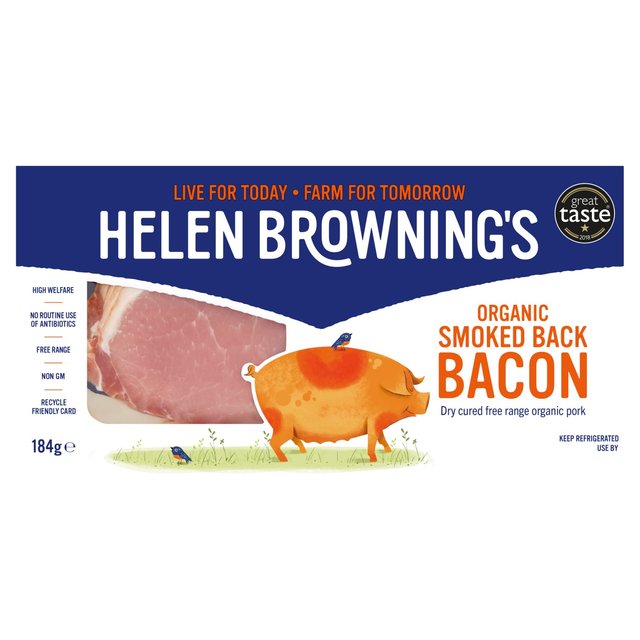 LIVE FOR TODAY • FARM FOR TOMORROW
HELEN BROWNING'S
great
taste
2018
HIGH WELFARE
NO ROUTINE USE
OF ANTIBIOTICS
FREE RANGE
NON GM
RECYCLE
FRIENDLY CARD
184g ℮
ORGANIC
SMOKED BACK
BACON
Dry cured free range organic pork
KEEP REFRIGERATED
USE BY